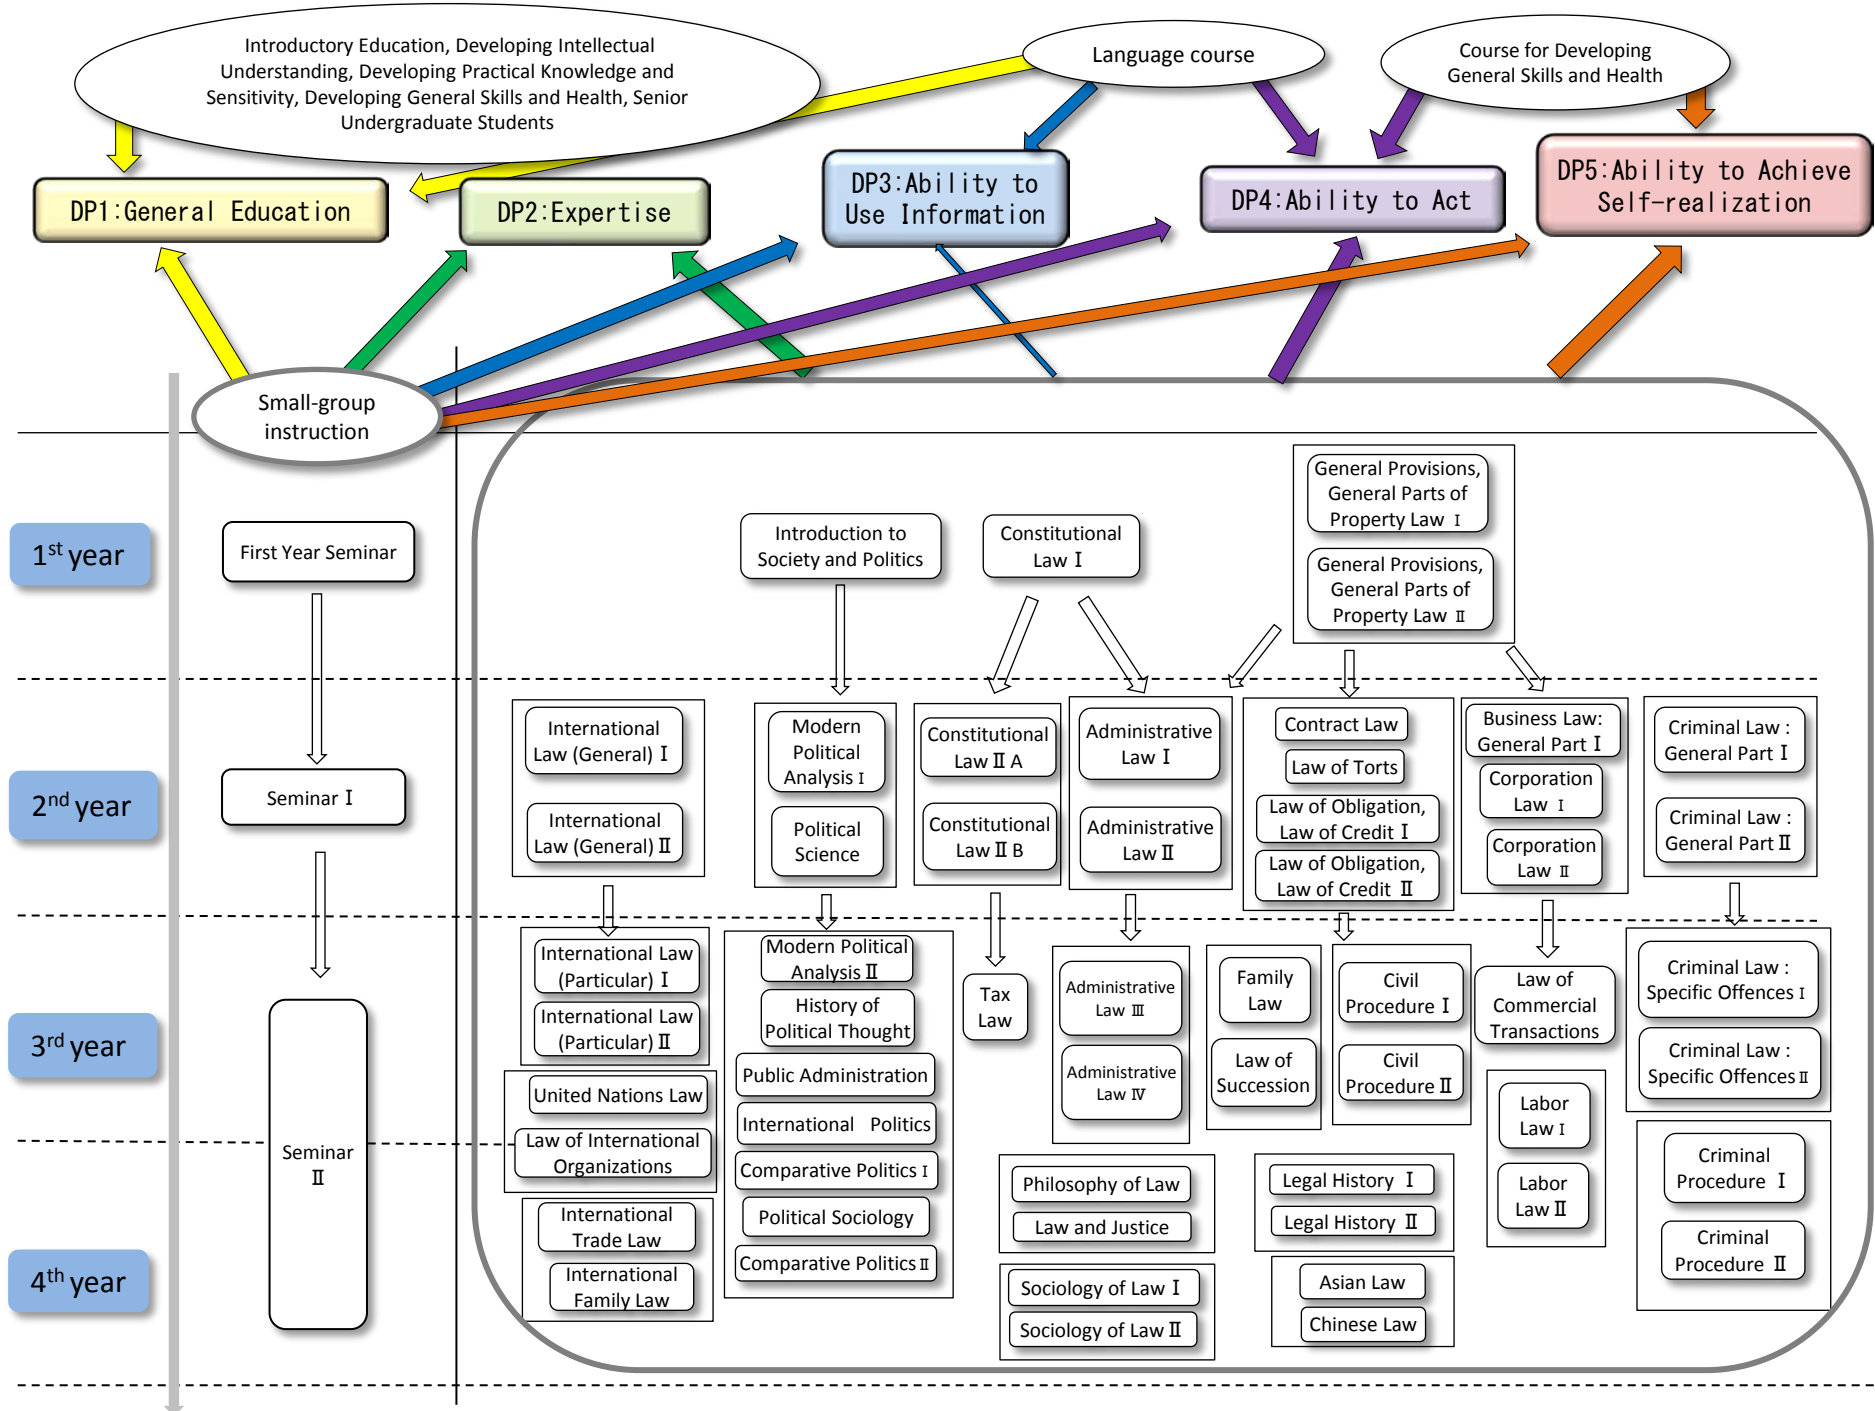 Introductory Education, Developing Intellectual
Understanding, Developing Practical Knowledge and
Sensitivity, Developing General Skills and Health, Senior
Undergraduate Students
Language course
Course for Developing
General Skills and Health
DP1:General Education
DP2:Expertise
DP3:Ability to
Use Information
DP4:Ability to Act
DP5:Ability to Achieve
Self-realization
Small-group
instruction
1st year
First Year Seminar
Introduction to
Society and Politics
Constitutional
Law Ⅰ
General Provisions,
General Parts of
Property Law Ⅰ
General Provisions,
General Parts of
Property Law Ⅱ
2nd year
Seminar Ⅰ
International
Law (General) Ⅰ
International
Law (General) Ⅱ
Modern
Political
Analysis Ⅰ
Political
Science
Constitutional
Law Ⅱ A
Constitutional
Law Ⅱ B
Administrative
Law Ⅰ
Administrative
Law Ⅱ
Contract Law
Law of Torts
Law of Obligation,
Law of Credit Ⅰ
Law of Obligation,
Law of Credit Ⅱ
Business Law:
General Part Ⅰ
Corporation
Law Ⅰ
Corporation
Law Ⅱ
Criminal Law :
General Part Ⅰ
Criminal Law :
General Part Ⅱ
3rd year
Seminar
Ⅱ
International Law
(Particular) Ⅰ
International Law
(Particular) Ⅱ
United Nations Law
Law of International
Organizations
International
Trade Law
International
Family Law
Modern Political
Analysis Ⅱ
History of
Political Thought
Public Administration
International Politics
Comparative Politics Ⅰ
Political Sociology
Comparative Politics Ⅱ
Tax
Law
Administrative
Law Ⅲ
Administrative
Law Ⅳ
Family
Law
Law of
Succession
Civil
Procedure Ⅰ
Civil
Procedure Ⅱ
Law of
Commercial
Transactions
Labor
Law Ⅰ
Labor
Law Ⅱ
Criminal Law :
Specific Offences Ⅰ
Criminal Law :
Specific Offences Ⅱ
Criminal
Procedure Ⅰ
Criminal
Procedure Ⅱ
4th year
Philosophy of Law
Law and Justice
Sociology of Law Ⅰ
Sociology of Law Ⅱ
Legal History Ⅰ
Legal History Ⅱ
Asian Law
Chinese Law